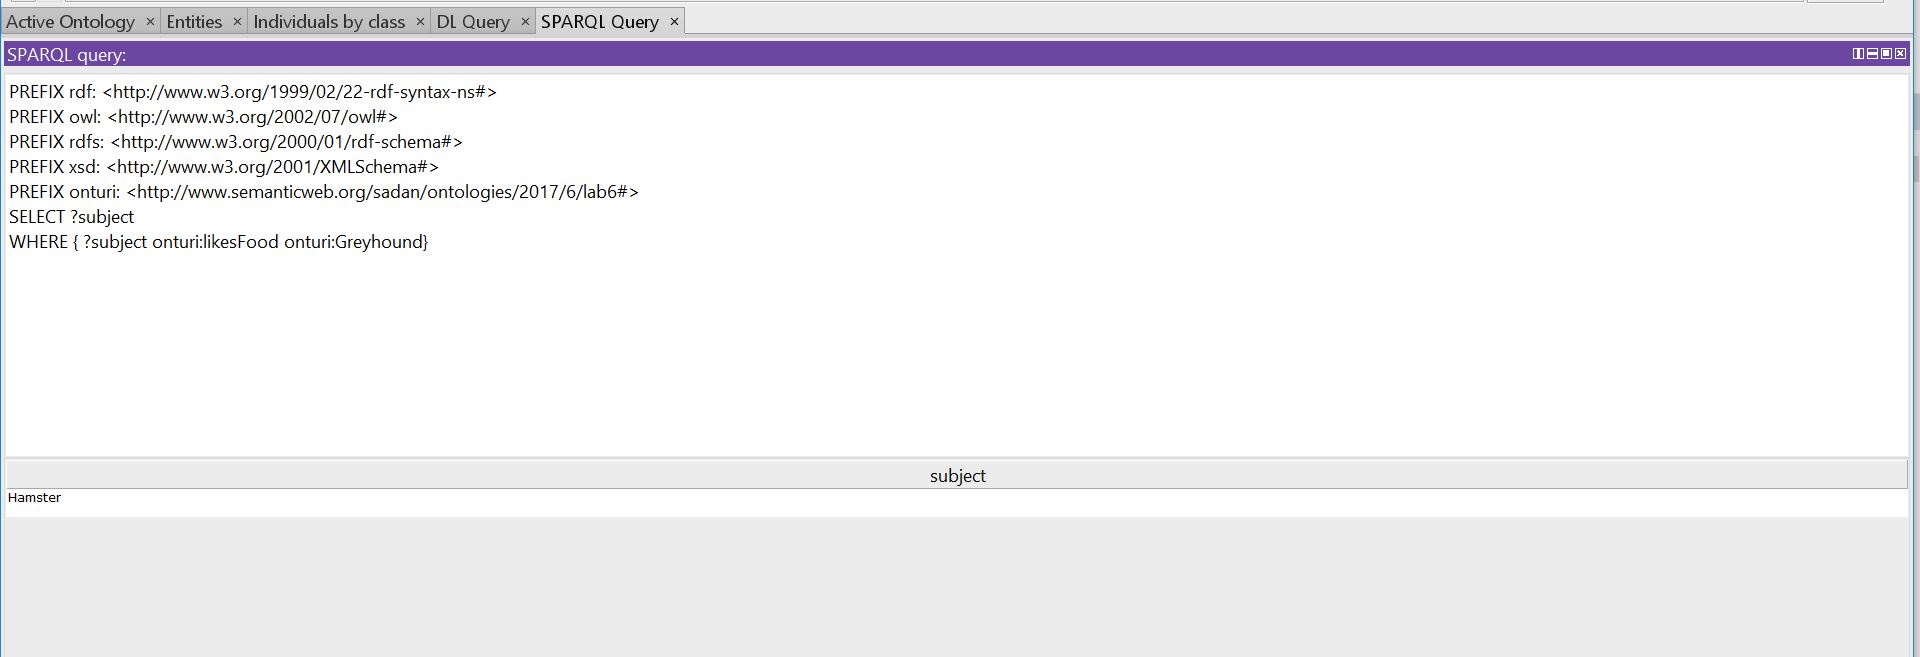 Active Ontology × Entities × Individuals by class × DL Query × SPARQL Query ×
SPARQL query:
PREFIX rdf: <http://www.w3.org/1999/02/22-rdf-syntax-ns#>
PREFIX owl: <http://www.w3.org/2002/07/owl#>
PREFIX rdfs: <http://www.w3.org/2000/01/rdf-schema#>
PREFIX xsd: <http://www.w3.org/2001/XMLSchema#>
PREFIX onturi: <http://www.semanticweb.org/sadan/ontologies/2017/6/lab6#>
SELECT ?subject
WHERE { ?subject onturi:likesFood onturi:Greyhound}
subject
Hamster